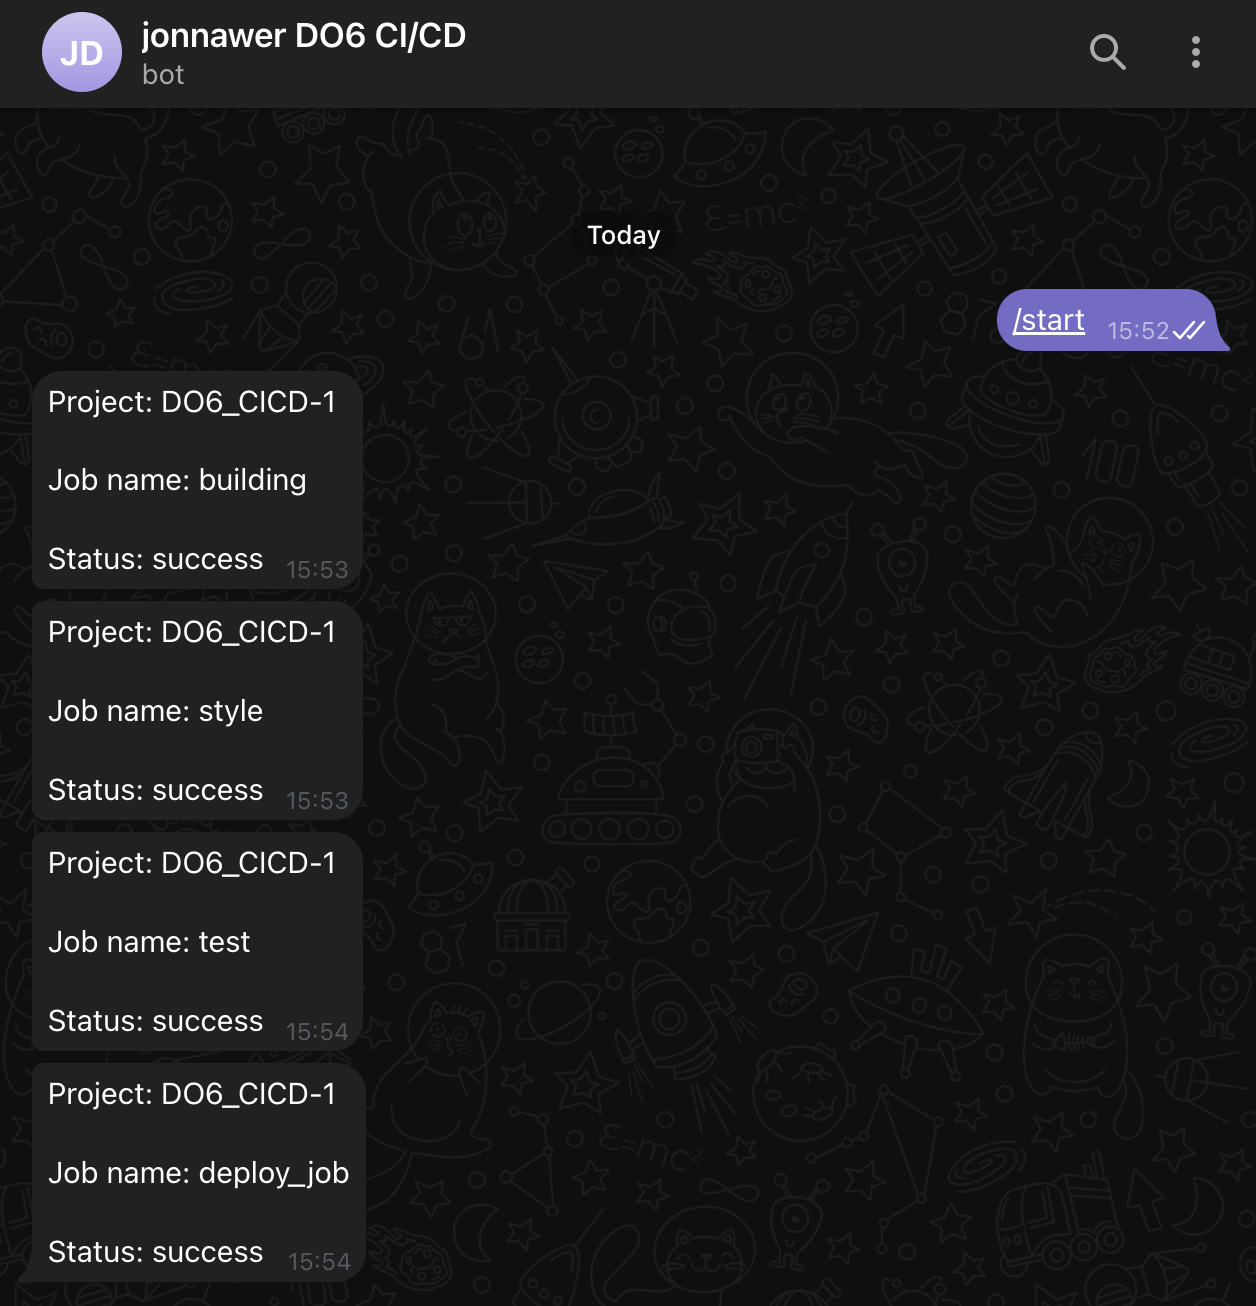 JD
jonnawer DO6 CI/CD
bot
Today
/start 15:52
Project: DO6_CICD-1
Job name: building
Status: success 15:53
Project: DO6_CICD-1
Job name: style
Status: success 15:53
Project: DO6_CICD-1
Job name: test
Status: success 15:54
Project: DO6_CICD-1
Job name: deploy_job
Status: success 15:54